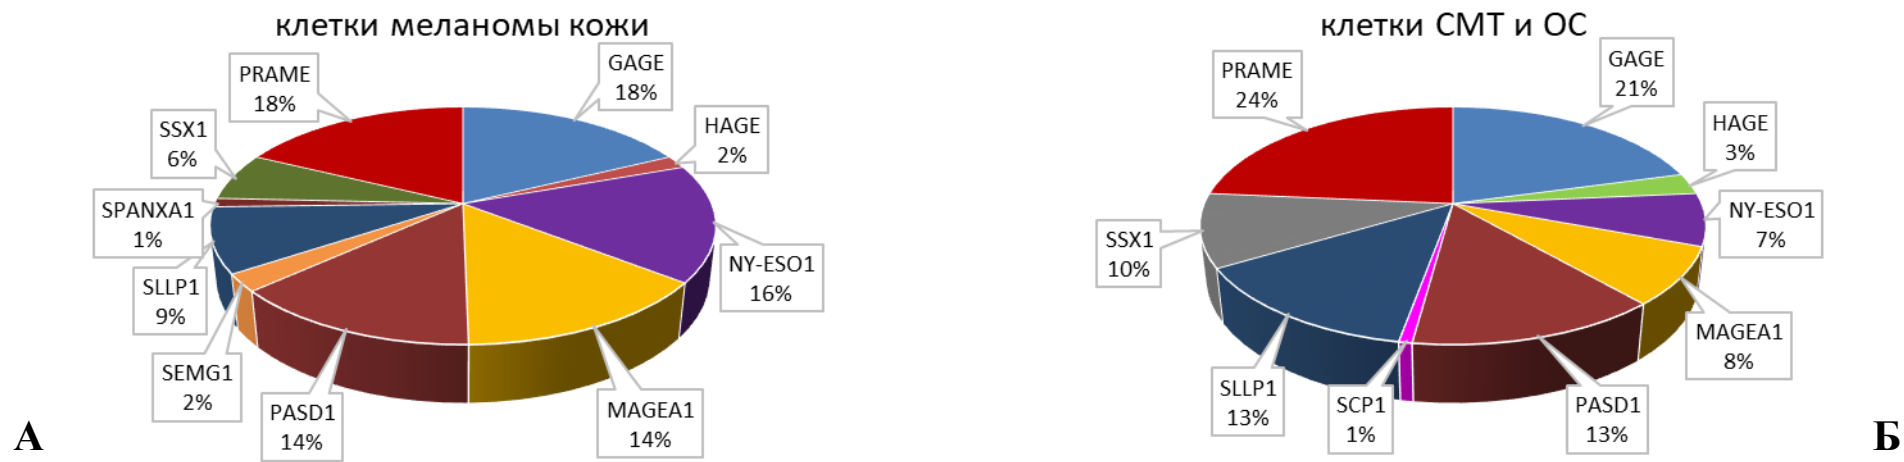 клетки меланомы кожи
GAGE
18%
HAGE
2%
NY-ESO1
16%
MAGEA1
14%
PASD1
14%
SEMG1
2%
SLLP1
9%
SPANXA1
1%
SSX1
6%
PRAME
18%
А
клетки СМТ и ОС
GAGE
21%
HAGE
3%
NY-ESO1
7%
MAGEA1
8%
PASD1
13%
SCP1
1%
SLLP1
13%
SSX1
10%
PRAME
24%
Б